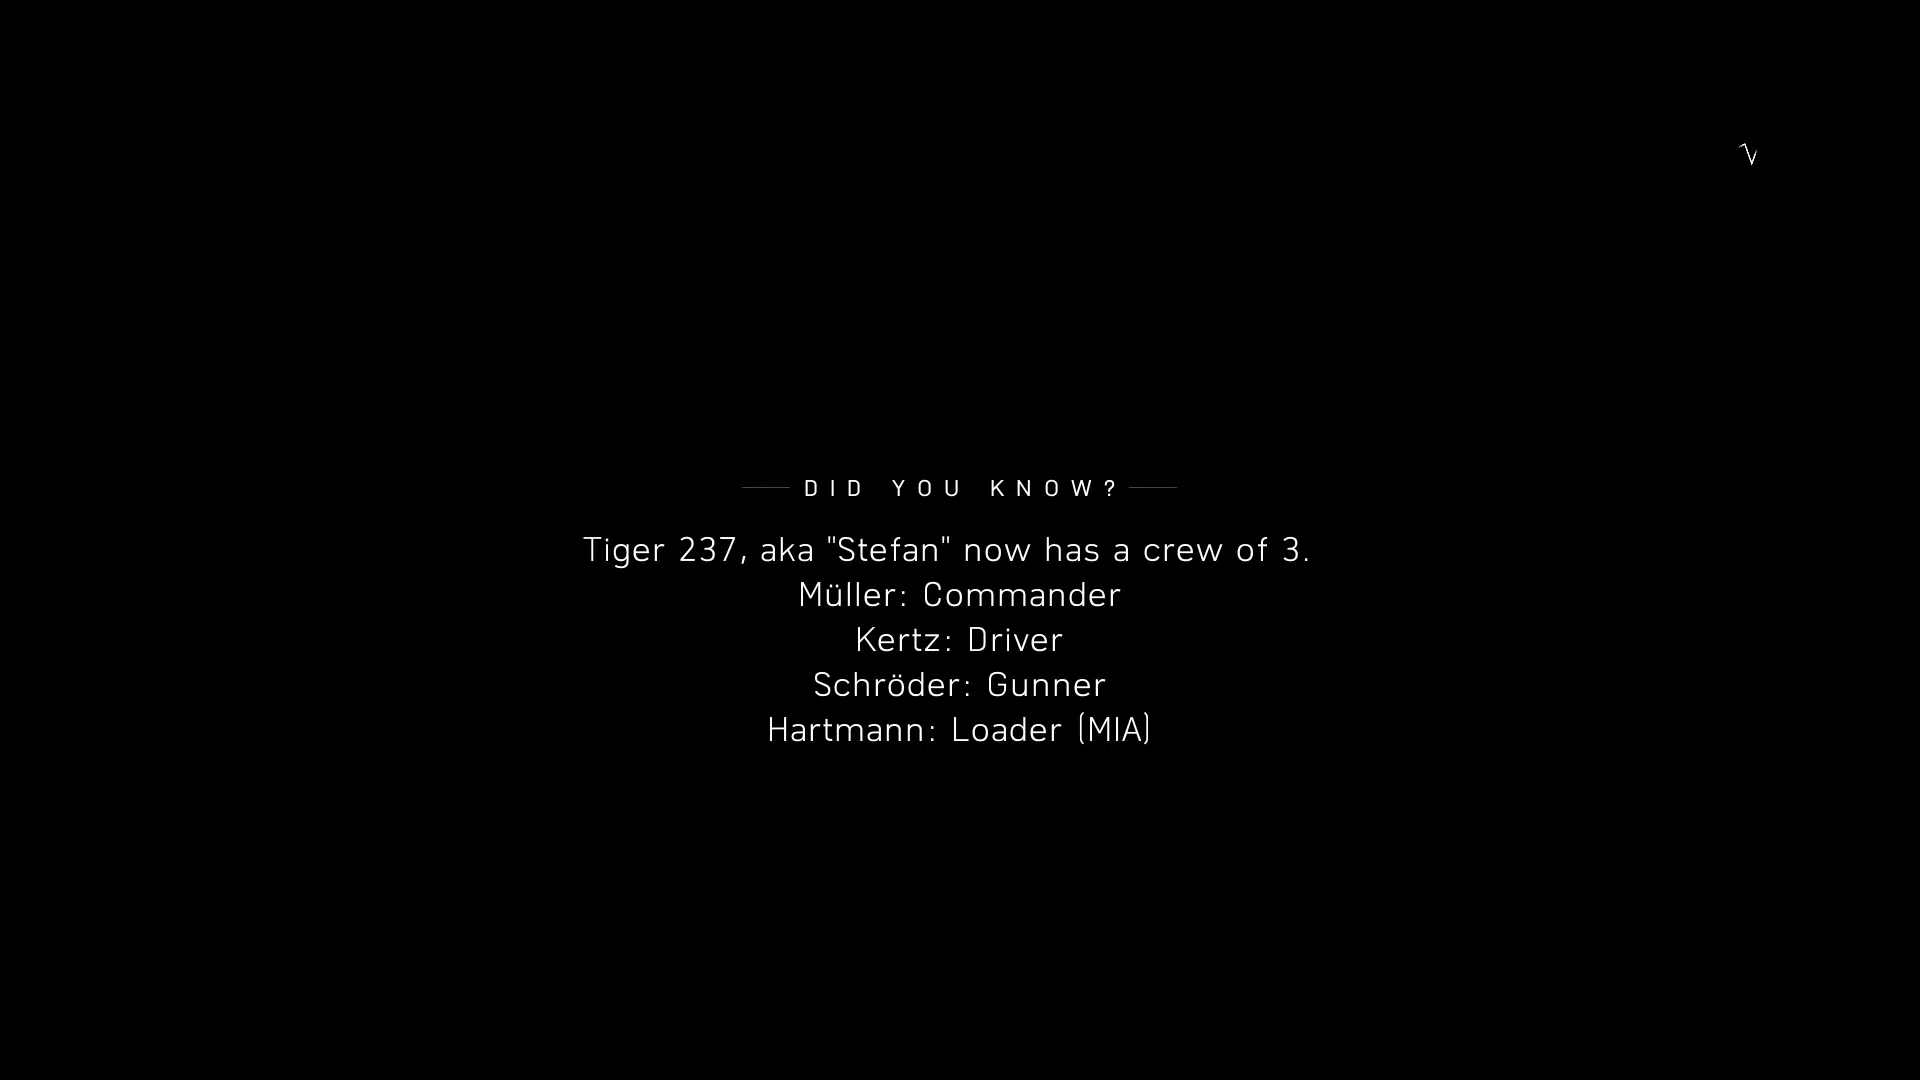 DID YOU KNOW?
Tiger 237, aka "Stefan" now has a crew of 3.
Müller: Commander
Kertz: Driver
Schröder: Gunner
Hartmann: Loader (MIA)